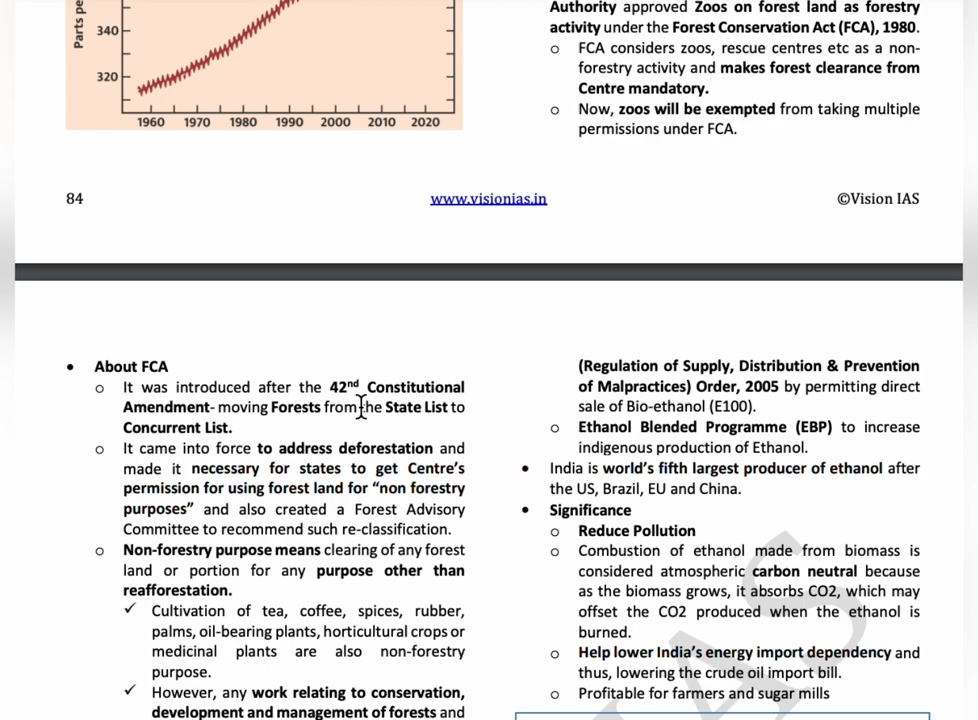 Parts pe
340
320
1960 1970 1980 1990 2000 2010 2020
Authority approved Zoos on forest land as forestry
activity under the Forest Conservation Act (FCA), 1980.
o FCA considers zoos, rescue centres etc as a non-
forestry activity and makes forest clearance from
Centre mandatory.
o Now, zoos will be exempted from taking multiple
permissions under FCA.
84 www.visionias.in ©Vision IAS
• About FCA
o It was introduced after the 42nd Constitutional
Amendment- moving Forests from the State List to
Concurrent List.
o It came into force to address deforestation and
made it necessary for states to get Centre's
permission for using forest land for "non forestry
purposes" and also created a Forest Advisory
Committee to recommend such re-classification.
o Non-forestry purpose means clearing of any forest
land or portion for any purpose other than
reafforestation.
✓ Cultivation of tea, coffee, spices, rubber,
palms, oil-bearing plants, horticultural crops or
medicinal plants are also non-forestry
purpose.
✓ However, any work relating to conservation,
development and management of forests and
(Regulation of Supply, Distribution & Prevention
of Malpractices) Order, 2005 by permitting direct
sale of Bio-ethanol (E100).
o Ethanol Blended Programme (EBP) to increase
indigenous production of Ethanol.
• India is world's fifth largest producer of ethanol after
the US, Brazil, EU and China.
• Significance
o Reduce Pollution
o Combustion of ethanol made from biomass is
considered atmospheric carbon neutral because
as the biomass grows, it absorbs CO2, which may
offset the CO2 produced when the ethanol is
burned.
o Help lower India's energy import dependency and
thus, lowering the crude oil import bill.
o Profitable for farmers and sugar mills
IAS